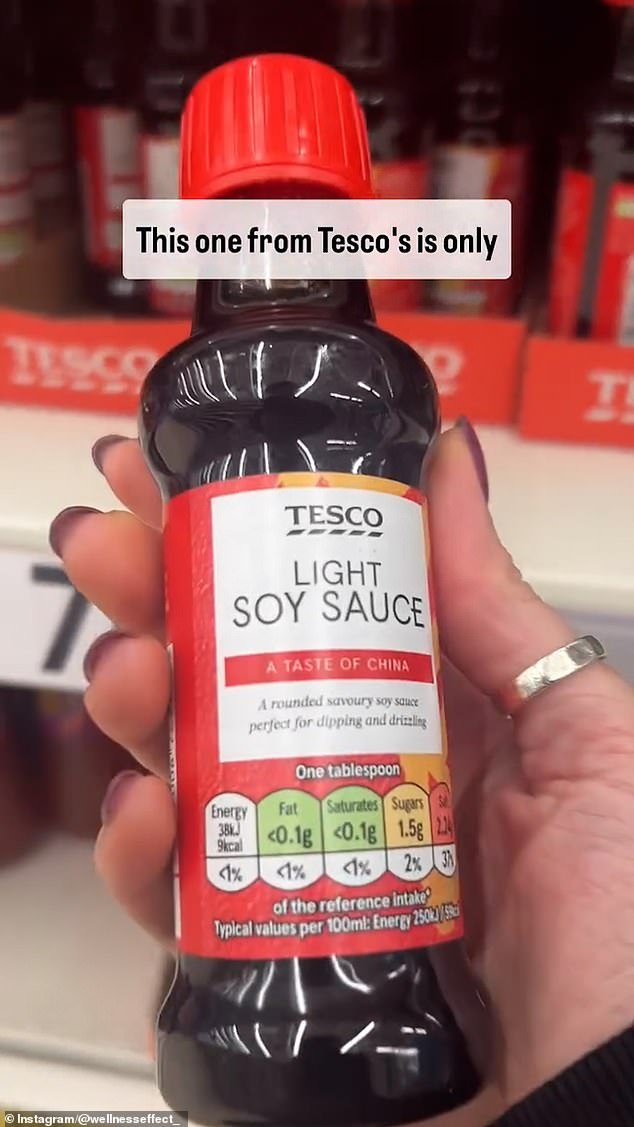 This one from Tesco's is only
TESCO
TESCO
LIGHT
SOY SAUCE
A TASTE OF CHINA
A rounded savoury soy sauce
perfect for dipping and drizzling
One tablespoon
Energy Fat Saturates Sugars
38kJ
9kcal <0.1g <0.1g 1.5g
<1% <1% <1% 2%
of the reference intake*
Typical values per 100ml: Energy 250kJ
© Instagram/@wellnesseffect_